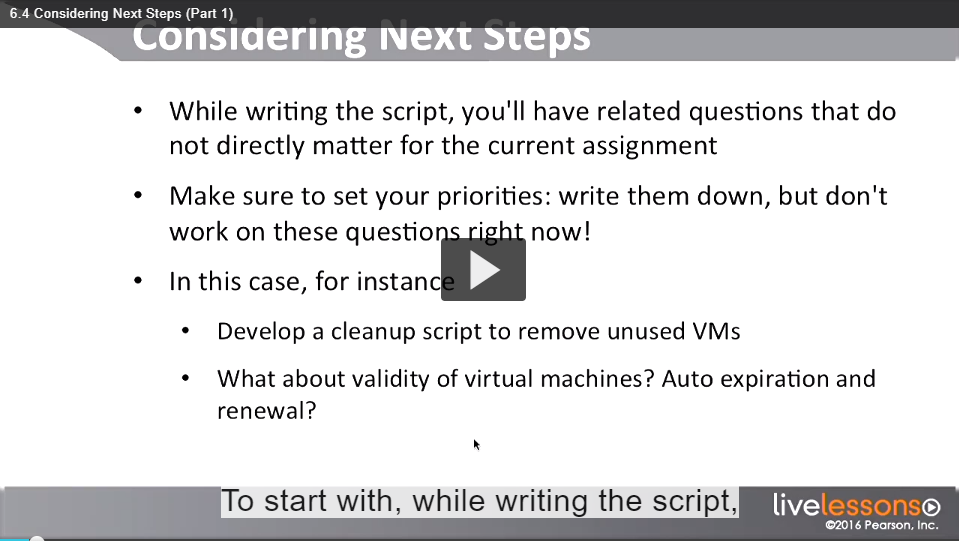 6.4 Considering Next Steps (Part 1)
Considering Next Steps
• While writing the script, you'll have related questions that do
not directly matter for the current assignment
• Make sure to set your priorities: write them down, but don't
work on these questions right now!
• In this case, for instance
• Develop a cleanup script to remove unused VMs
• What about validity of virtual machines? Auto expiration and
renewal?
To start with, while writing the script,
livelessons
©2016 Pearson, Inc.